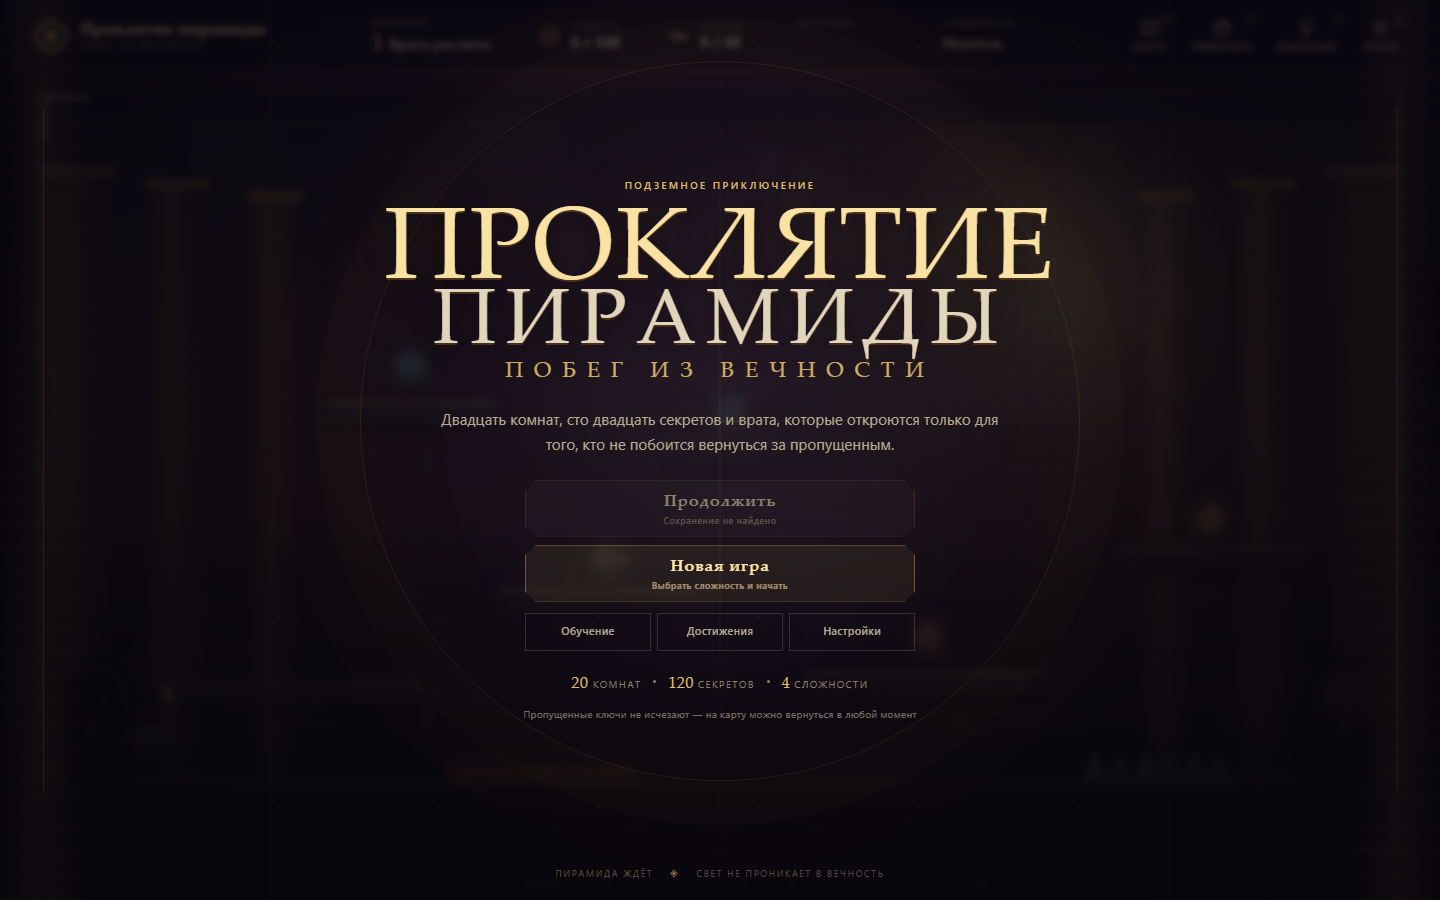 Проклятие пирамиды
ПОДЗЕМНОЕ ПРИКЛЮЧЕНИЕ
ПРОКЛЯТИЕ
ПИРАМИДЫ
ПОБЕГ ИЗ ВЕЧНОСТИ
Двадцать комнат, сто двадцать секретов и врата, которые откроются только для
того, кто не побоится вернуться за пропущенным.
Продолжить
Сохранение не найдено
Новая игра
Выбрать сложность и начать
Обучение Достижения Настройки
20 КОМНАТ • 120 СЕКРЕТОВ • 4 СЛОЖНОСТИ
Пропущенные ключи не исчезают — на карту можно вернуться в любой момент
ПИРАМИДА ЖДЁТ ◈ СВЕТ НЕ ПРОНИКАЕТ В ВЕЧНОСТЬ